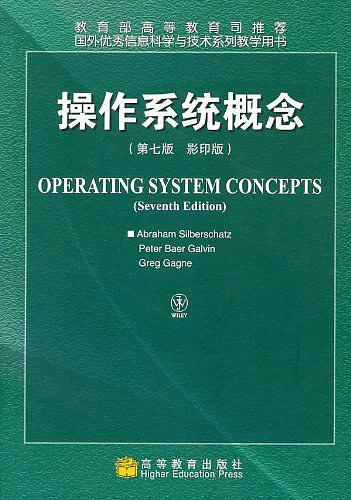 教育部高等教育司推荐
国外优秀信息科学与技术系列教学用书
操作系统概念
(第七版 影印版)
OPERATING SYSTEM CONCEPTS
(Seventh Edition)
■ Abraham Silberschatz
Peter Baer Galvin
Greg Gagne
WILEY
高等教育出版社
Higher Education Press